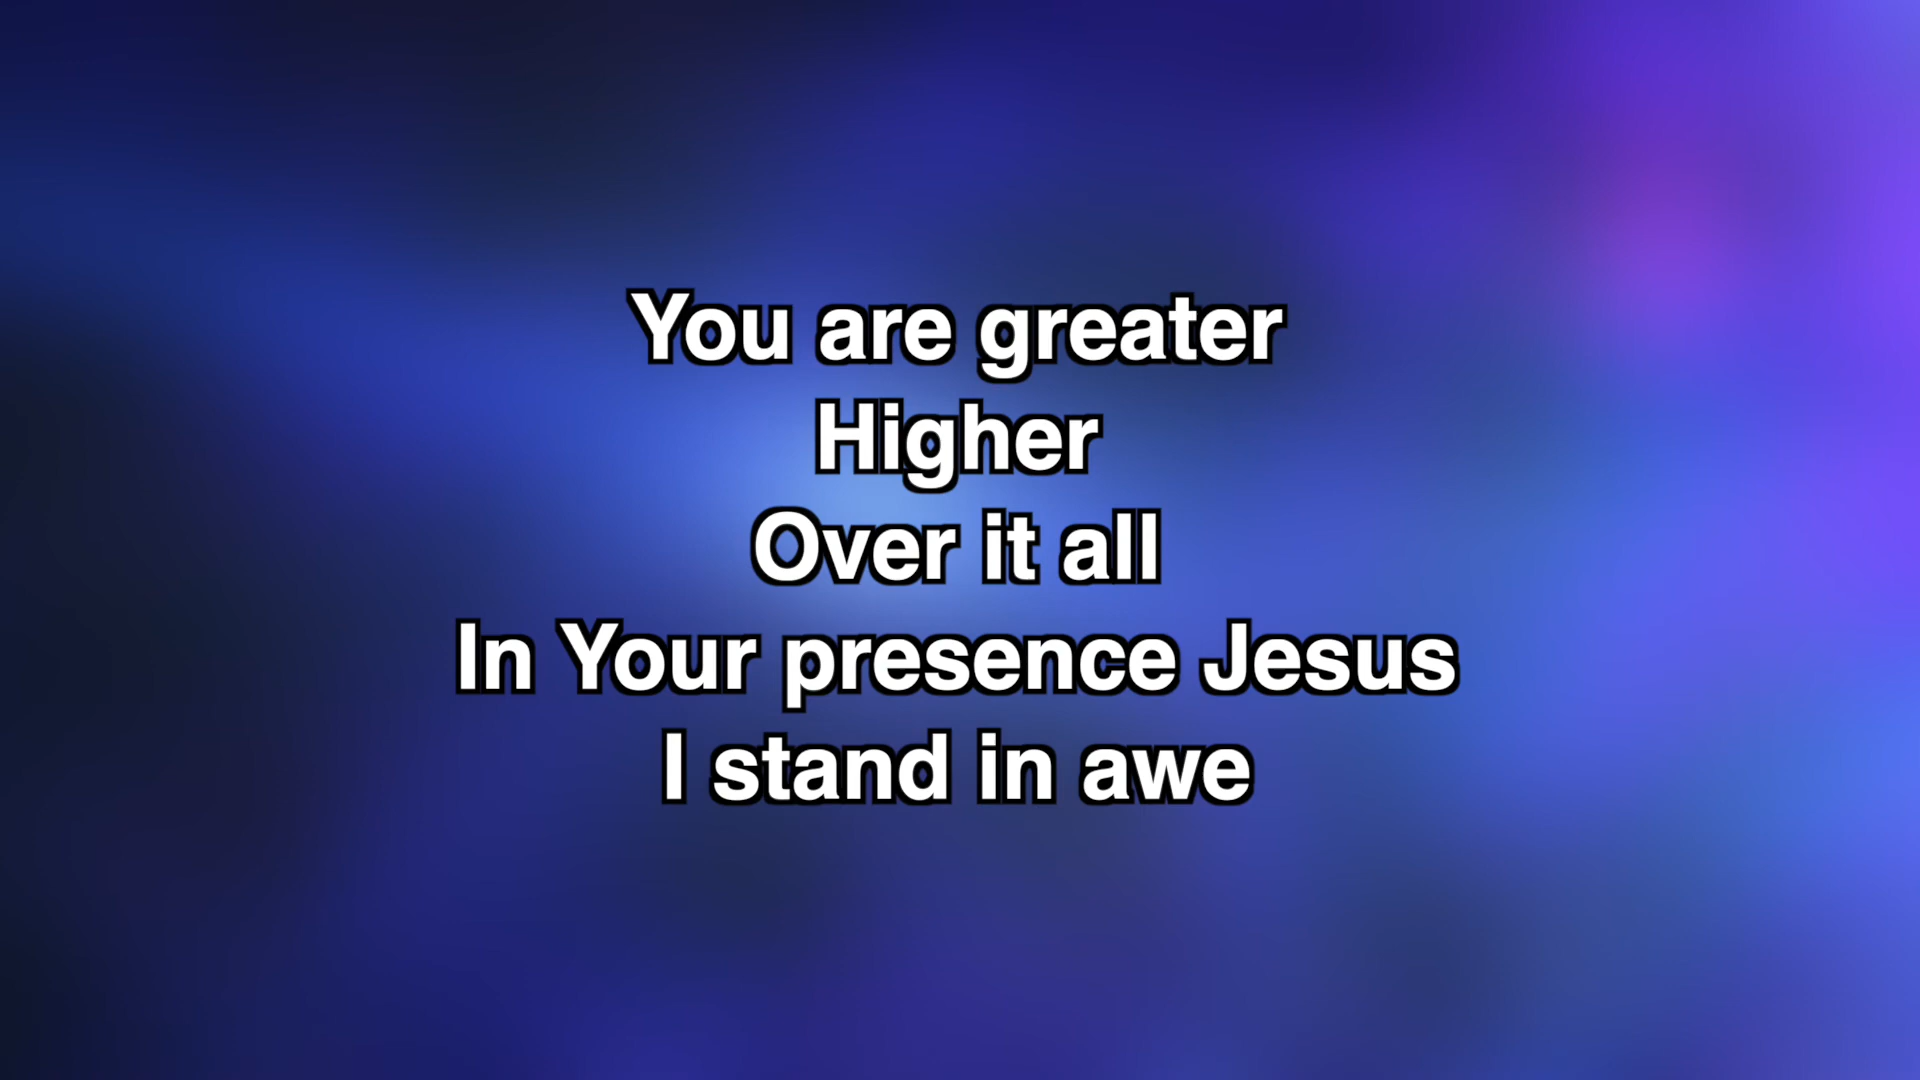 You are greater
Higher
Over it all
In Your presence Jesus
I stand in awe